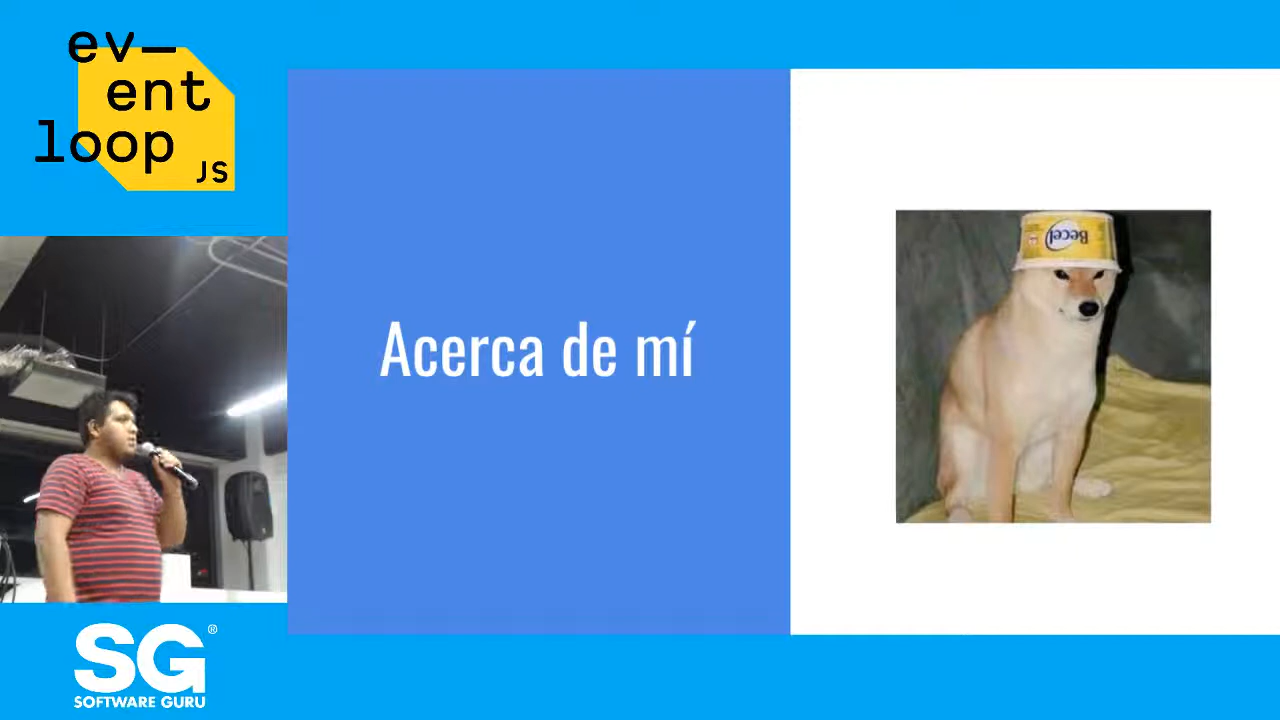 ev—
ent
loop
JS
Acerca de mí
Becel
SG®
SOFTWARE GURU